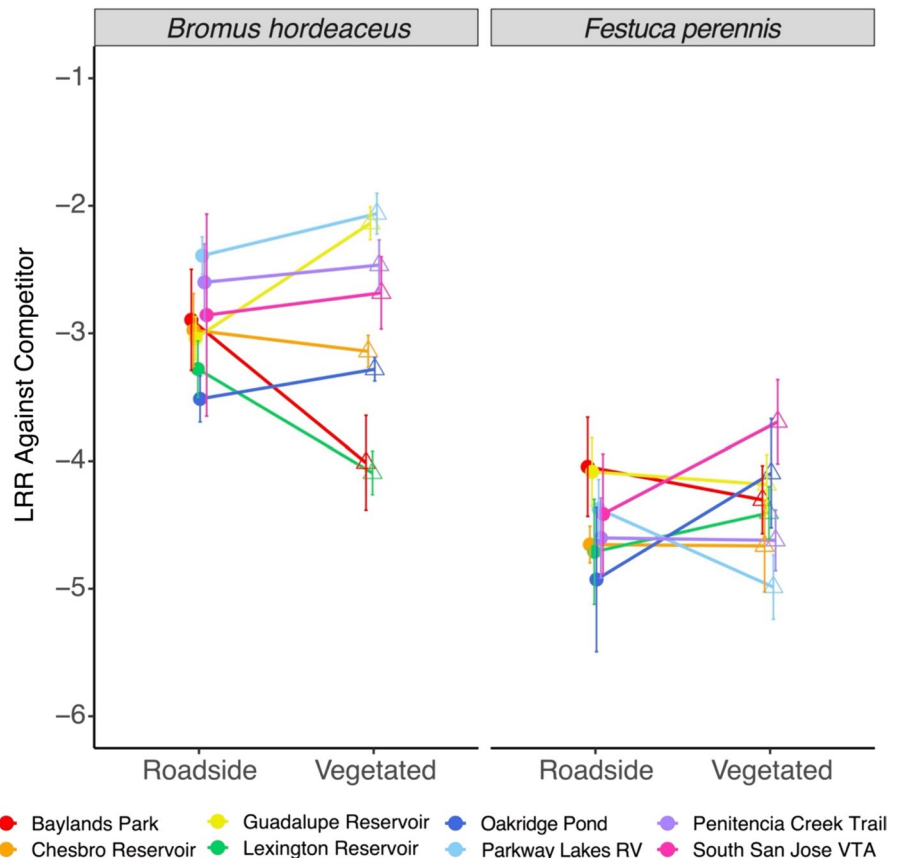 Bromus hordeaceus Festuca perennis
−1
−2
−3
−4
−5
−6
LRR Against Competitor
Roadside Vegetated Roadside Vegetated
Baylands Park Guadalupe Reservoir Oakridge Pond Penitencia Creek Trail
Chesbro Reservoir Lexington Reservoir Parkway Lakes RV South San Jose VTA